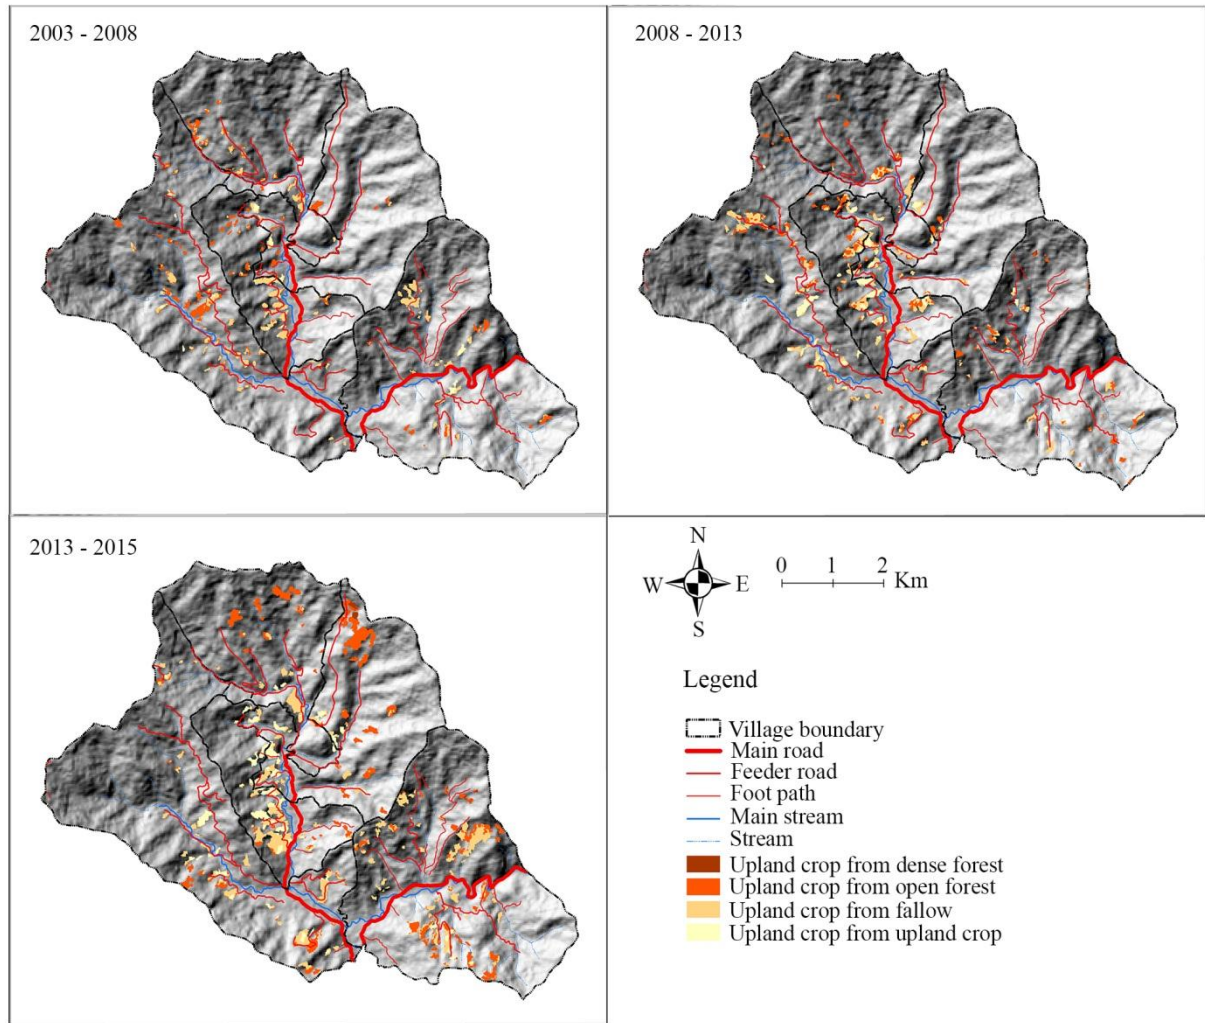 2003 - 2008
2008 - 2013
2013 - 2015
N
W E
S
0 1 2
Km
Legend
Village boundary
Main road
Feeder road
Foot path
Main stream
Stream
Upland crop from dense forest
Upland crop from open forest
Upland crop from fallow
Upland crop from upland crop